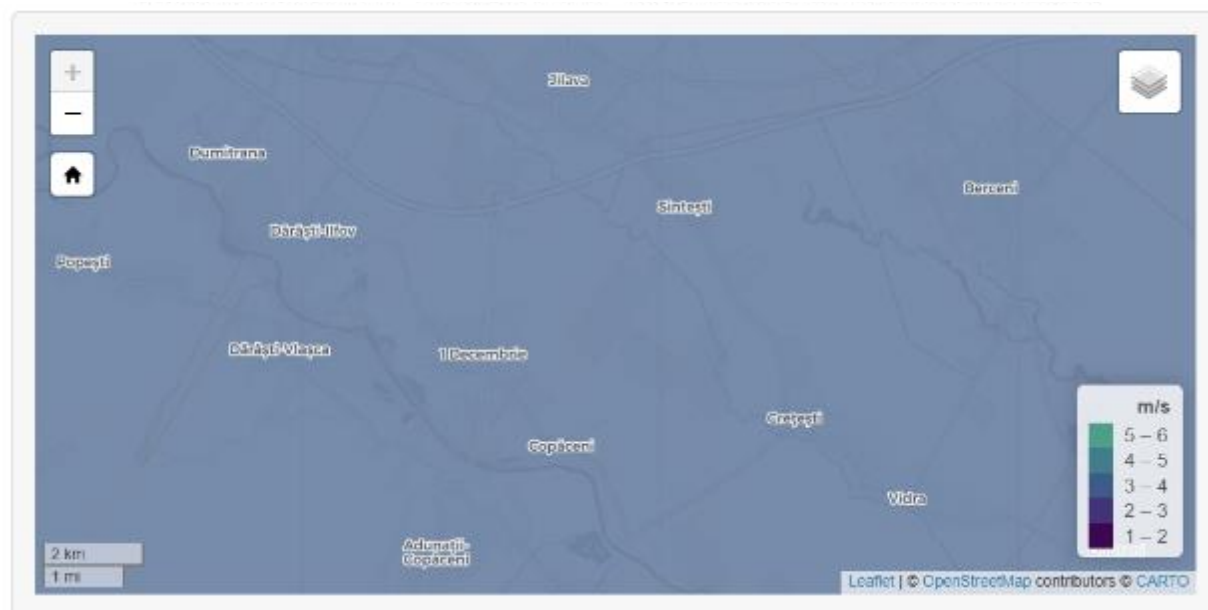 +
Jilava
−
Dumitrana
Berceni
Sintești
Dărăști-Ilfov
Popești
Dărăști-Vlașca
1 Decembrie
m/s
5 – 6
4 – 5
3 – 4
2 – 3
1 – 2
Crețești
Copăceni
Vidra
Adunații-
Copăceni
2 km
1 mi
Leaflet | © OpenStreetMap contributors © CARTO